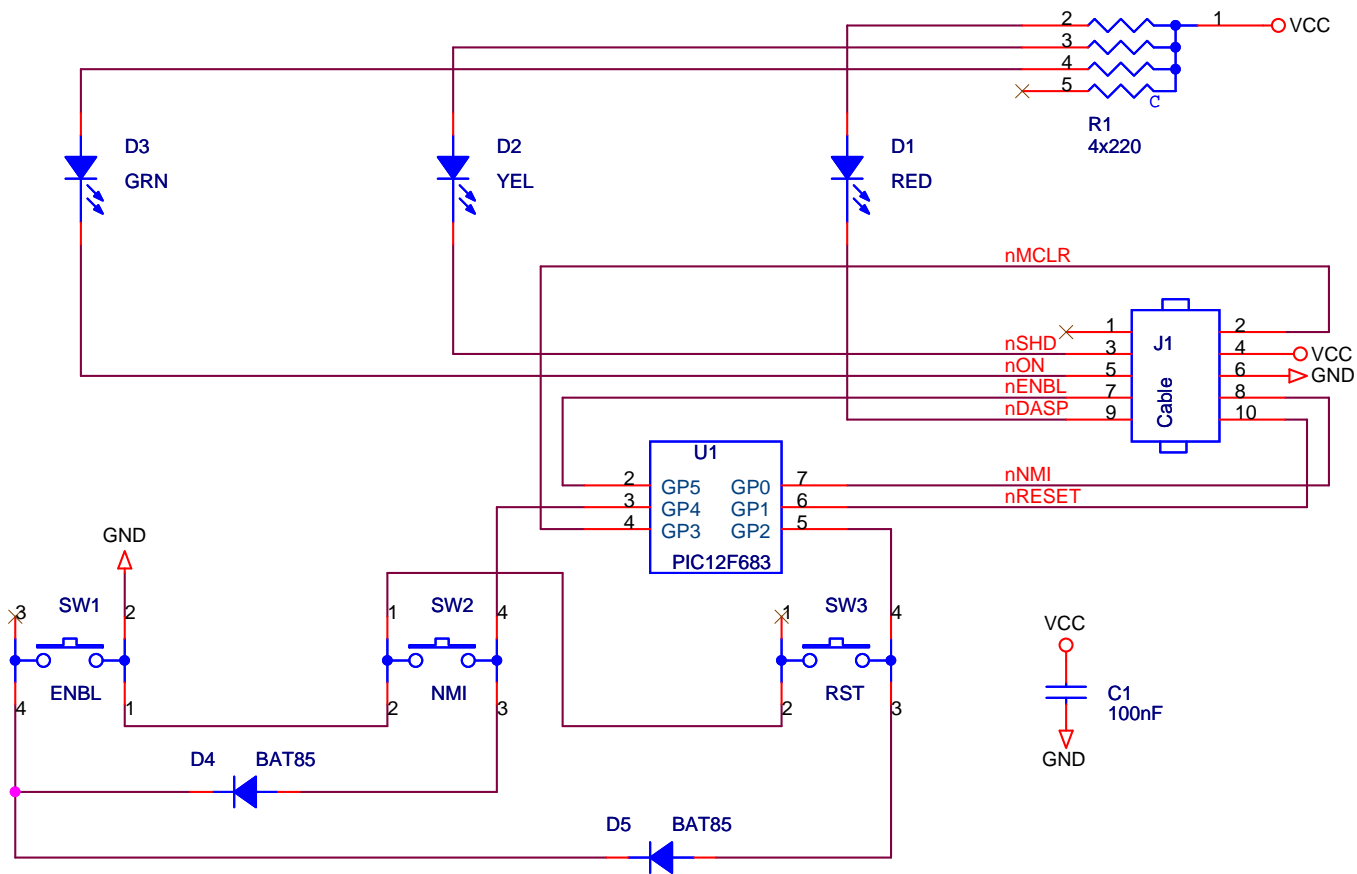 2
1
VCC
3
4
5
C
R1
4x220
D3
GRN
D2
YEL
D1
RED
nMCLR
1
2
J1
nSHD
3
4
VCC
nON
5
6
GND
nENBL
7
8
nDASP
9
10
Cable
U1
2
GP5
GP0
7
nNMI
3
GP4
GP1
6
nRESET
4
GP3
GP2
5
PIC12F683
GND
3
SW1
2
1
SW2
4
1
SW3
4
VCC
ENBL
NMI
RST
C1
100nF
4
1
2
3
2
3
GND
D4
BAT85
D5
BAT85